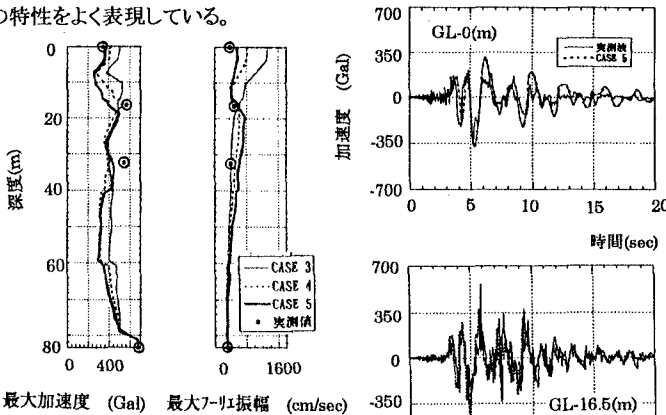 の特性をよく表現している。
深度(m)
0
20
40
60
80
0 400
最大加速度 (Gal)
0 1600
CASE 3
CASE 4
CASE 5
実測値
最大フーリエ振幅 (cm/sec)
加速度 (Gal)
700
350
0
-350
-700
GL-0(m)
実測波
CASE 5
0 5 10 15 20
時間(sec)
700
350
0
-350
GL-16.5(m)